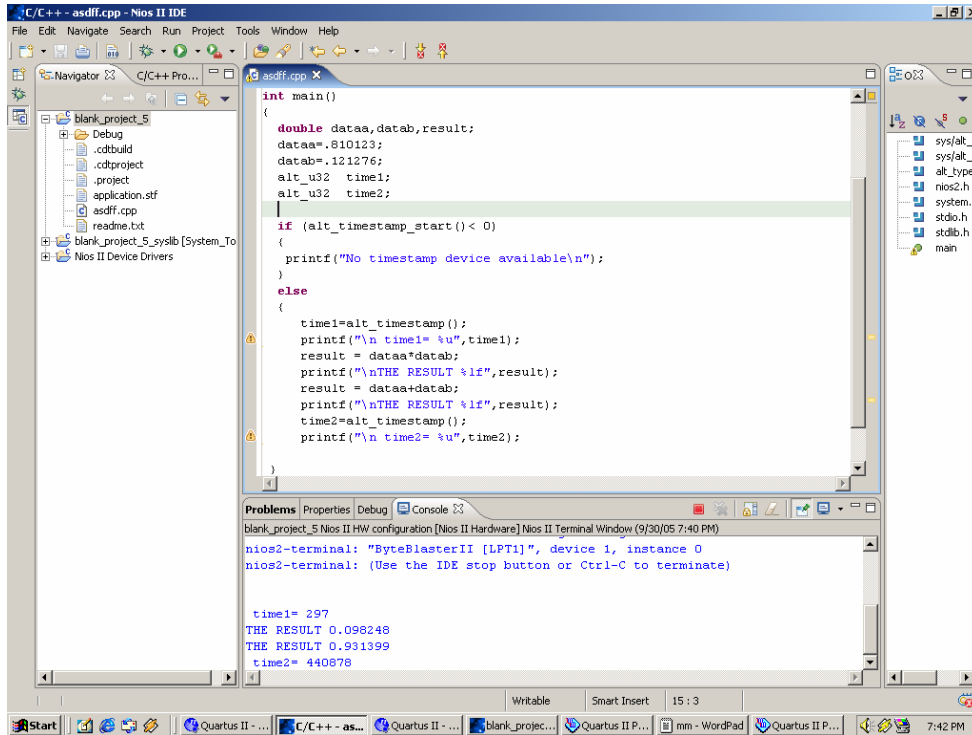 C/C++ - asdff.cpp - Nios II IDE
File Edit Navigate Search Run Project Tools Window Help
Navigator
C/C++ Pro...
blank_project_5
Debug
.cdtbuild
.cdtproject
.project
application.stf
asdff.cpp
readme.txt
blank_project_5_syslib [System_To
Nios II Device Drivers
asdff.cpp
int main()
{
double dataa,datab,result;
dataa=.810123;
datab=.121276;
alt_u32 time1;
alt_u32 time2;
if (alt_timestamp_start()< 0)
{
printf("No timestamp device available\n");
}
else
{
time1=alt_timestamp();
printf("\n time1= %u",time1);
result = dataa*datab;
printf("\nTHE RESULT %lf",result);
result = dataa+datab;
printf("\nTHE RESULT %lf",result);
time2=alt_timestamp();
printf("\n time2= %u",time2);
}
sys/alt_
sys/alt_
alt_type
nios2.h
system.
stdio.h
stdlib.h
main
Problems Properties Debug Console
blank_project_5 Nios II HW configuration [Nios II Hardware] Nios II Terminal Window (9/30/05 7:40 PM)
nios2-terminal: "ByteBlasterII [LPT1]", device 1, instance 0
nios2-terminal: (Use the IDE stop button or Ctrl-C to terminate)
time1= 297
THE RESULT 0.098248
THE RESULT 0.931399
time2= 440878
Writable Smart Insert 15 : 3
Start Quartus II - ... C/C++ - as... Quartus II - ... blank_projec... Quartus II P... mm - WordPad Quartus II P... 7:42 PM